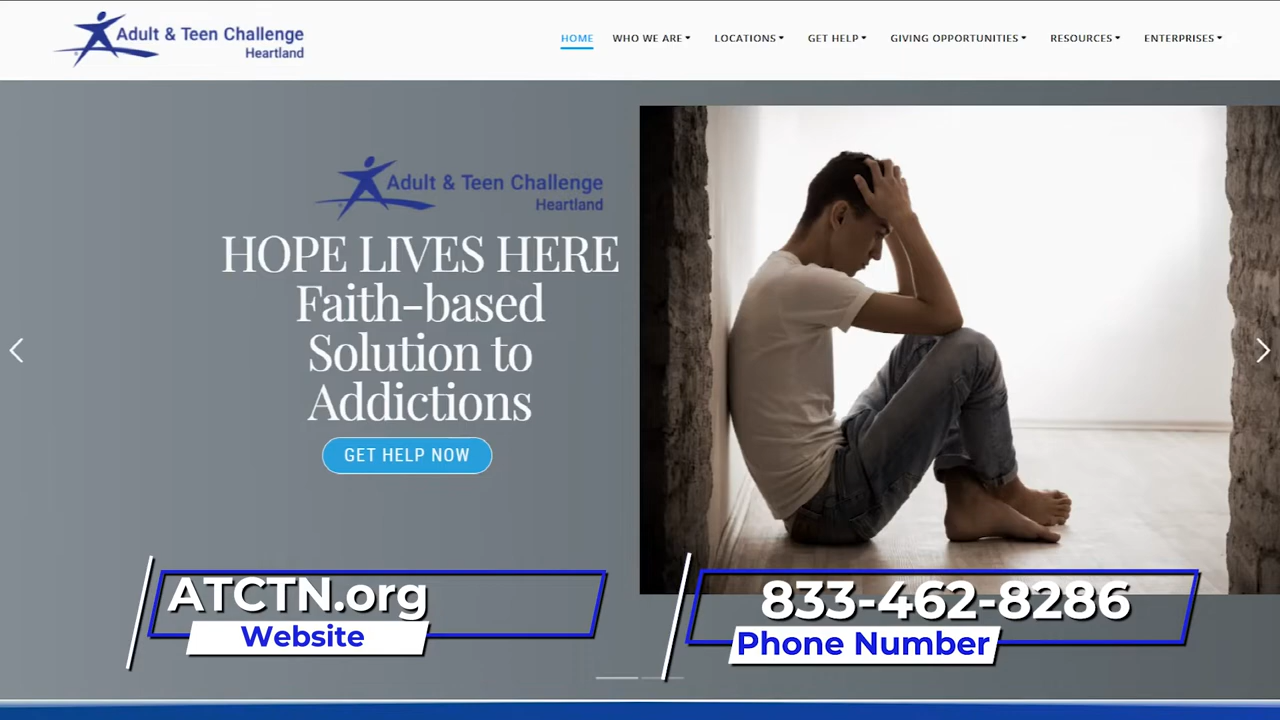 Adult & Teen Challenge
Heartland
HOME WHO WE ARE LOCATIONS GET HELP GIVING OPPORTUNITIES RESOURCES ENTERPRISES
Adult & Teen Challenge
Heartland
HOPE LIVES HERE
Faith-based
Solution to
Addictions
GET HELP NOW
ATCTN.org
Website
833-462-8286
Phone Number